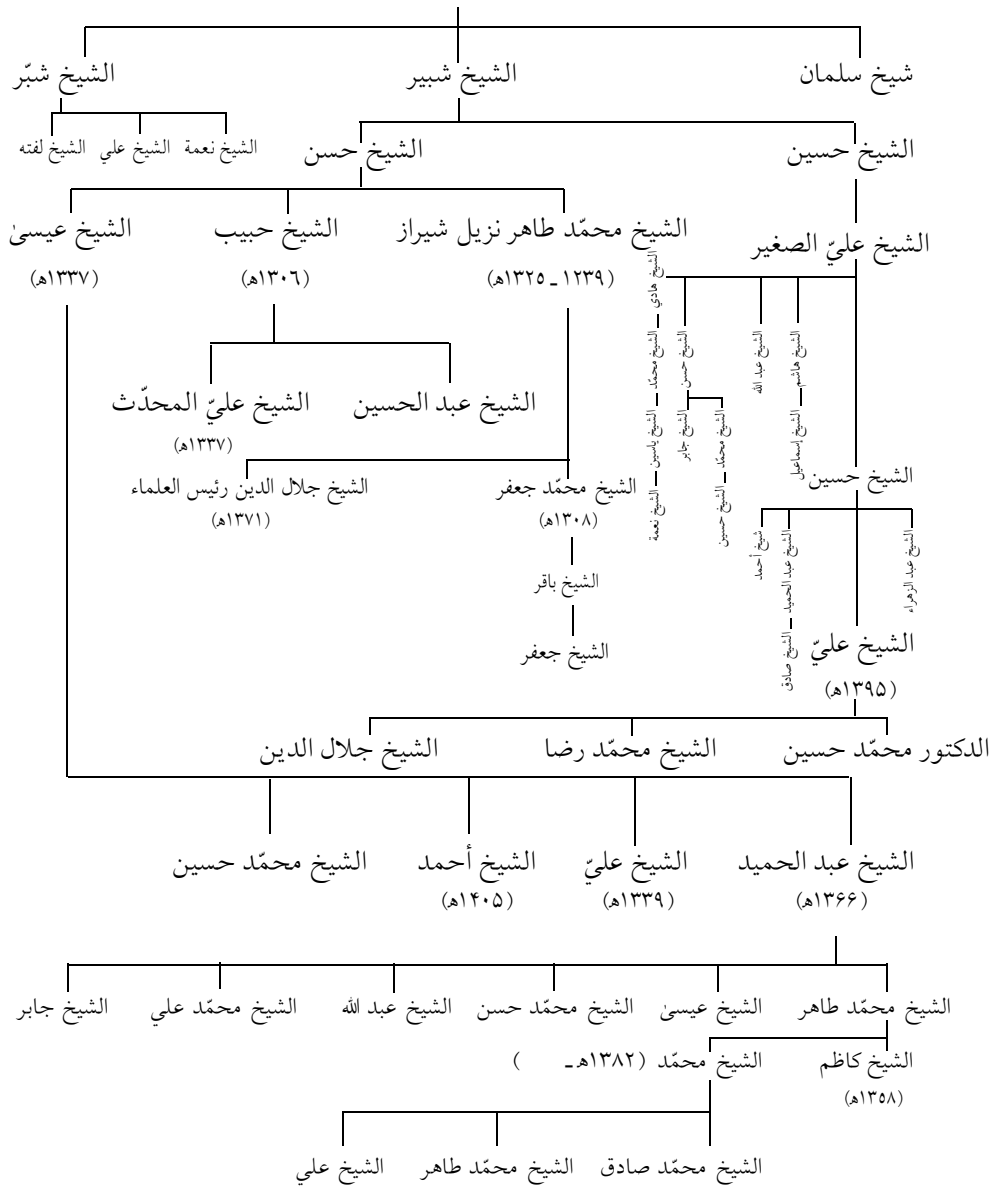 شيخ سلمان الشيخ شبير الشيخ شبّر
الشيخ نعمة الشيخ علي الشيخ لفته
الشيخ حسين الشيخ حسن
الشيخ محمّد طاهر نزيل شيراز الشيخ حبيب الشيخ عيسىٰ
(١٢٣٩ ـ ١٣٢٥هـ) (١٣٠٦هـ) (١٣٣٧هـ)
الشيخ عليّ الصغير
الشيخ هادي
الشيخ محمّد
الشيخ ياسين
الشيخ نعمة
الشيخ حسن
الشيخ جابر
الشيخ محمّد
الشيخ حسين
الشيخ عبد الله
الشيخ هاشم
الشيخ إسماعيل
الشيخ عبد الحسين الشيخ عليّ المحدّث
(١٣٣٧هـ)
الشيخ حسين
الشيخ محمّد جعفر الشيخ جلال الدين رئيس العلماء
(١٣٠٨هـ) (١٣٧١هـ)
الشيخ باقر
الشيخ جعفر
الشيخ عبد الزهراء
شيخ أحمد
الشيخ عبد الحميد
الشيخ صادق
الشيخ عليّ
(١٣٩۵هـ)
الدكتور محمّد حسين الشيخ محمّد رضا الشيخ جلال الدين
الشيخ عبد الحميد الشيخ عليّ الشيخ أحمد الشيخ محمّد حسين
(١٣۶۶هـ) (١٣٣٩هـ) (١۴٠۵هـ)
الشيخ محمّد طاهر الشيخ عيسىٰ الشيخ محمّد حسن الشيخ عبد الله الشيخ محمّد علي الشيخ جابر
الشيخ كاظم الشيخ محمّد (١٣٨٢هـ ـ )
(١٣٥٨هـ)
الشيخ محمّد صادق الشيخ محمّد طاهر الشيخ علي